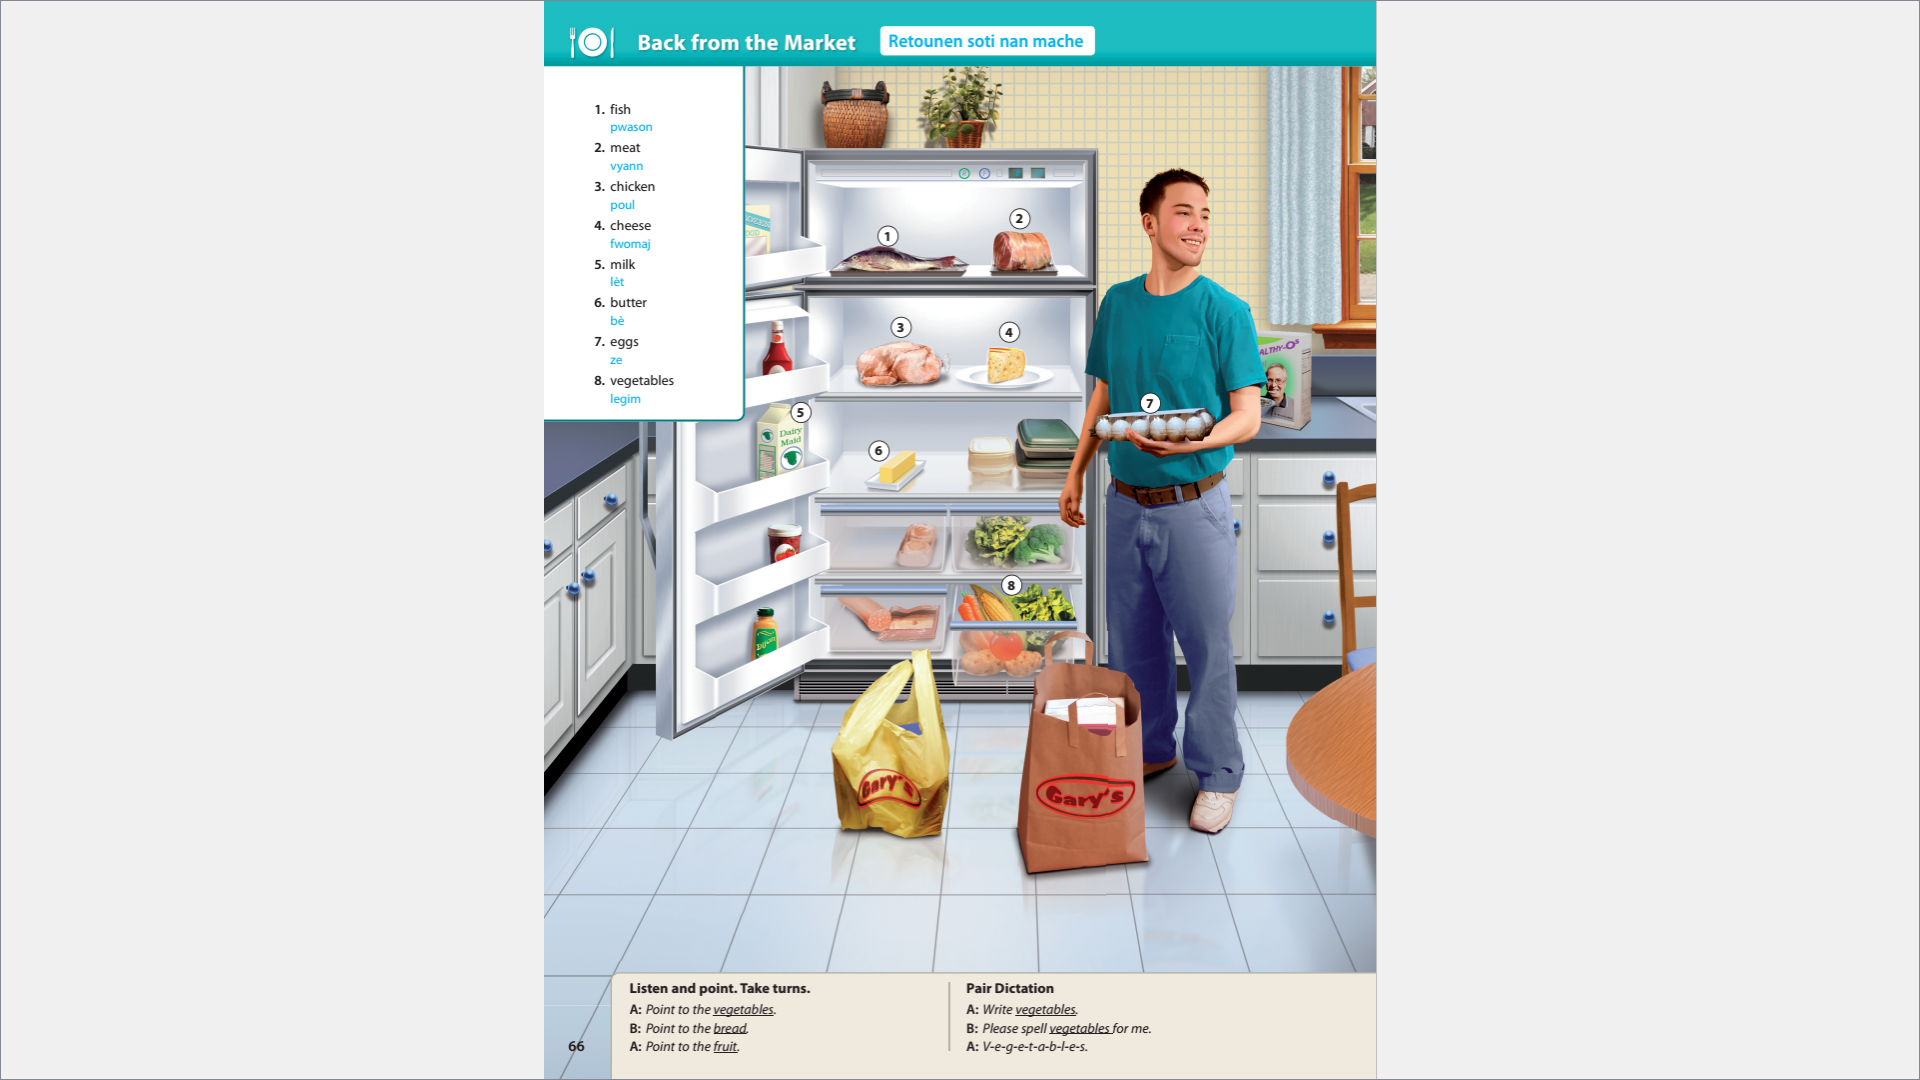 Back from the Market
Retounen soti nan mache
1. fish
pwason
2. meat
vyann
3. chicken
poul
4. cheese
fwomaj
5. milk
lèt
6. butter
bè
7. eggs
ze
8. vegetables
legim
1
2
3
4
5
6
7
8
Dairy
Maid
ALTHY-Os
Gary's
Gary's
Listen and point. Take turns.
A: Point to the vegetables.
B: Point to the bread.
A: Point to the fruit.
Pair Dictation
A: Write vegetables.
B: Please spell vegetables for me.
A: V-e-g-e-t-a-b-l-e-s.
66